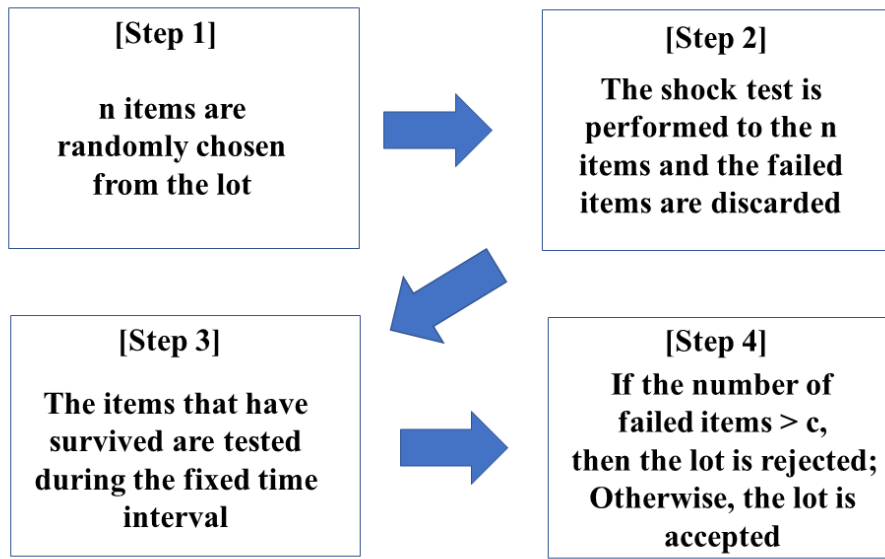 [Step 1]
n items are
randomly chosen
from the lot
[Step 2]
The shock test is
performed to the n
items and the failed
items are discarded
[Step 3]
The items that have
survived are tested
during the fixed time
interval
[Step 4]
If the number of
failed items > c,
then the lot is rejected;
Otherwise, the lot is
accepted